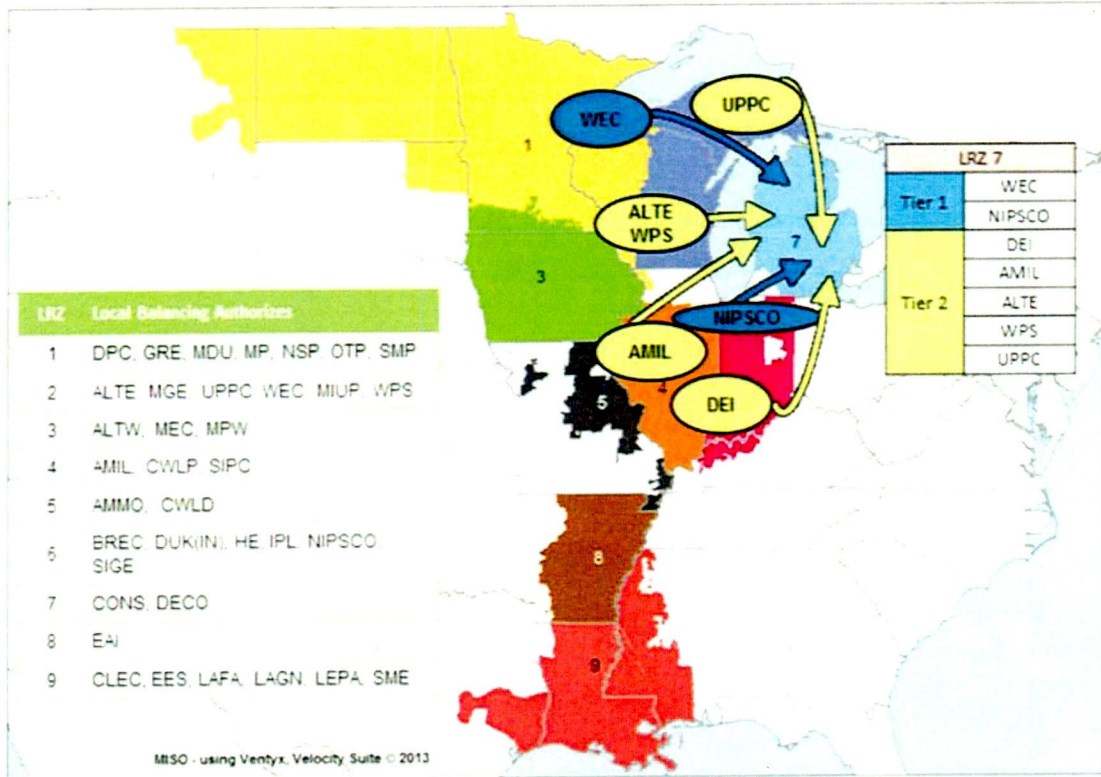 WEC
UPPC
1
ALTE
WPS
7
3
NIPSCO
AMIL
4
DEI
5
8
9
LRZ 7
Tier 1
WEC
NIPSCO
Tier 2
DEI
AMIL
ALTE
WPS
UPPC
LRZ Local Balancing Authorizes
1 DPC, GRE, MDU, MP, NSP, OTP, SMP
2 ALTE, MGE, UPPC, WEC, MIUP, WPS
3 ALTW, MEC, MPW
4 AMIL, CWLP, SIPC
5 AMMO, CWLD
6 BREC, DUK(IN), HE, IPL, NIPSCO,
SIGE
7 CONS, DECO
8 EAI
9 CLEC, EES, LAFA, LAGN, LEPA, SME
MISO - using Ventyx, Velocity Suite © 2013